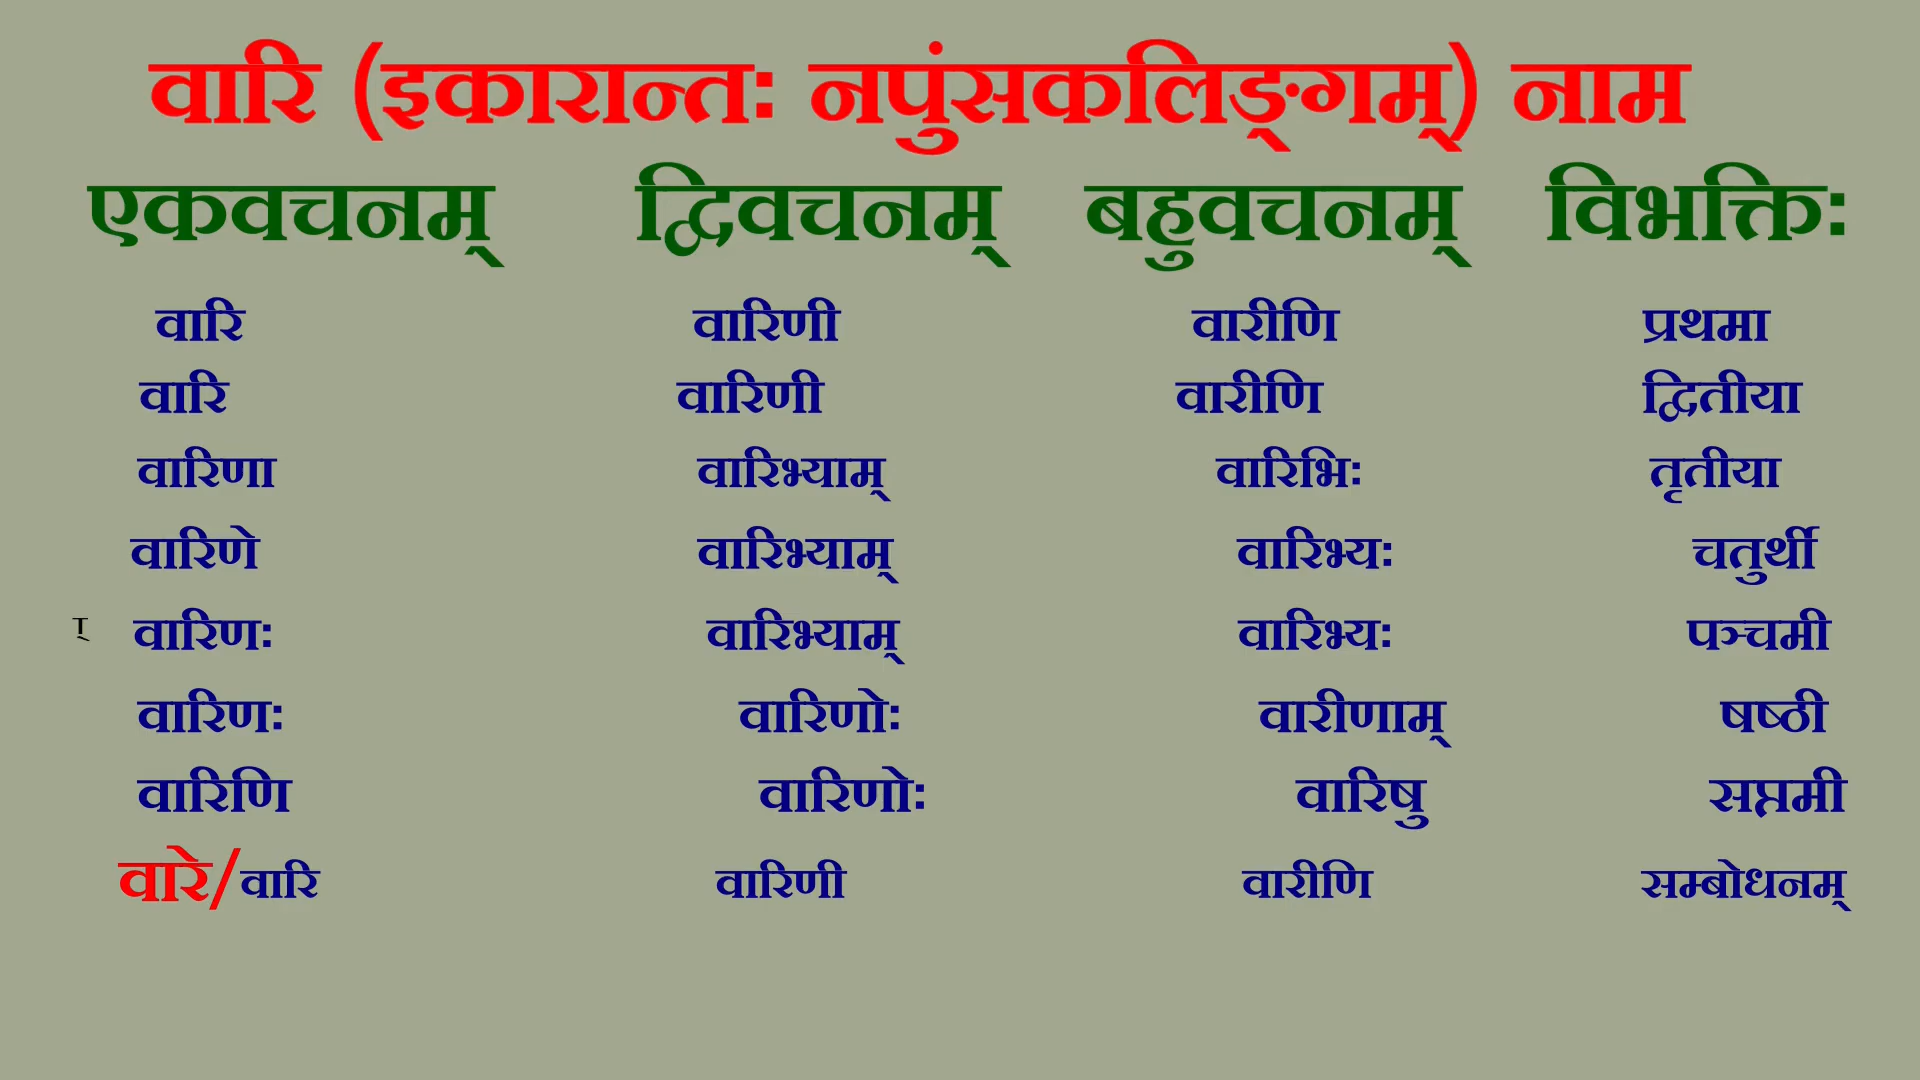 वारि (इकारान्तः नपुंसकलिङ्गम्) नाम
एकवचनम् द्विवचनम् बहुवचनम् विभक्तिः
वारि वारिणी वारीणि प्रथमा
वारि वारिणी वारीणि द्वितीया
वारिणा वारिभ्याम् वारिभिः तृतीया
वारिणे वारिभ्याम् वारिभ्यः चतुर्थी
वारिणः वारिभ्याम् वारिभ्यः पञ्चमी
वारिणः वारिणोः वारीणाम् षष्ठी
वारिणि वारिणोः वारिषु सप्तमी
वारे/वारि वारिणी वारीणि सम्बोधनम्